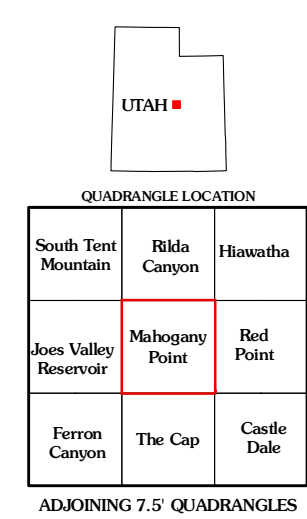 UTAH
QUADRANGLE LOCATION
South Tent
Mountain
Rilda
Canyon
Hiawatha
Joes Valley
Reservoir
Mahogany
Point
Red
Point
Ferron
Canyon
The Cap
Castle
Dale
ADJOINING 7.5' QUADRANGLES